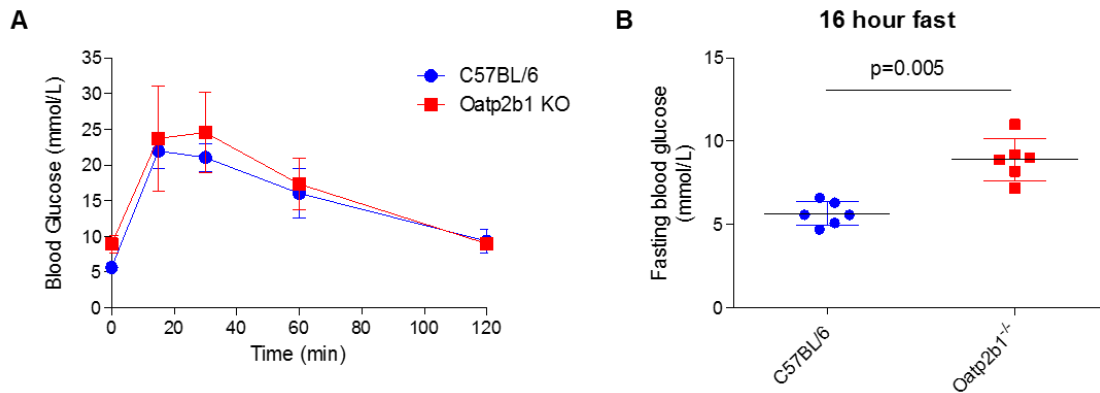 A
Blood Glucose (mmol/L)
35
30
25
20
15
10
5
0
0 20 40 60 80 100 120
Time (min)
C57BL/6
Oatp2b1 KO
B
16 hour fast
p=0.005
Fasting blood glucose
(mmol/L)
15
10
5
0
C57BL/6
Oatp2b1-/-